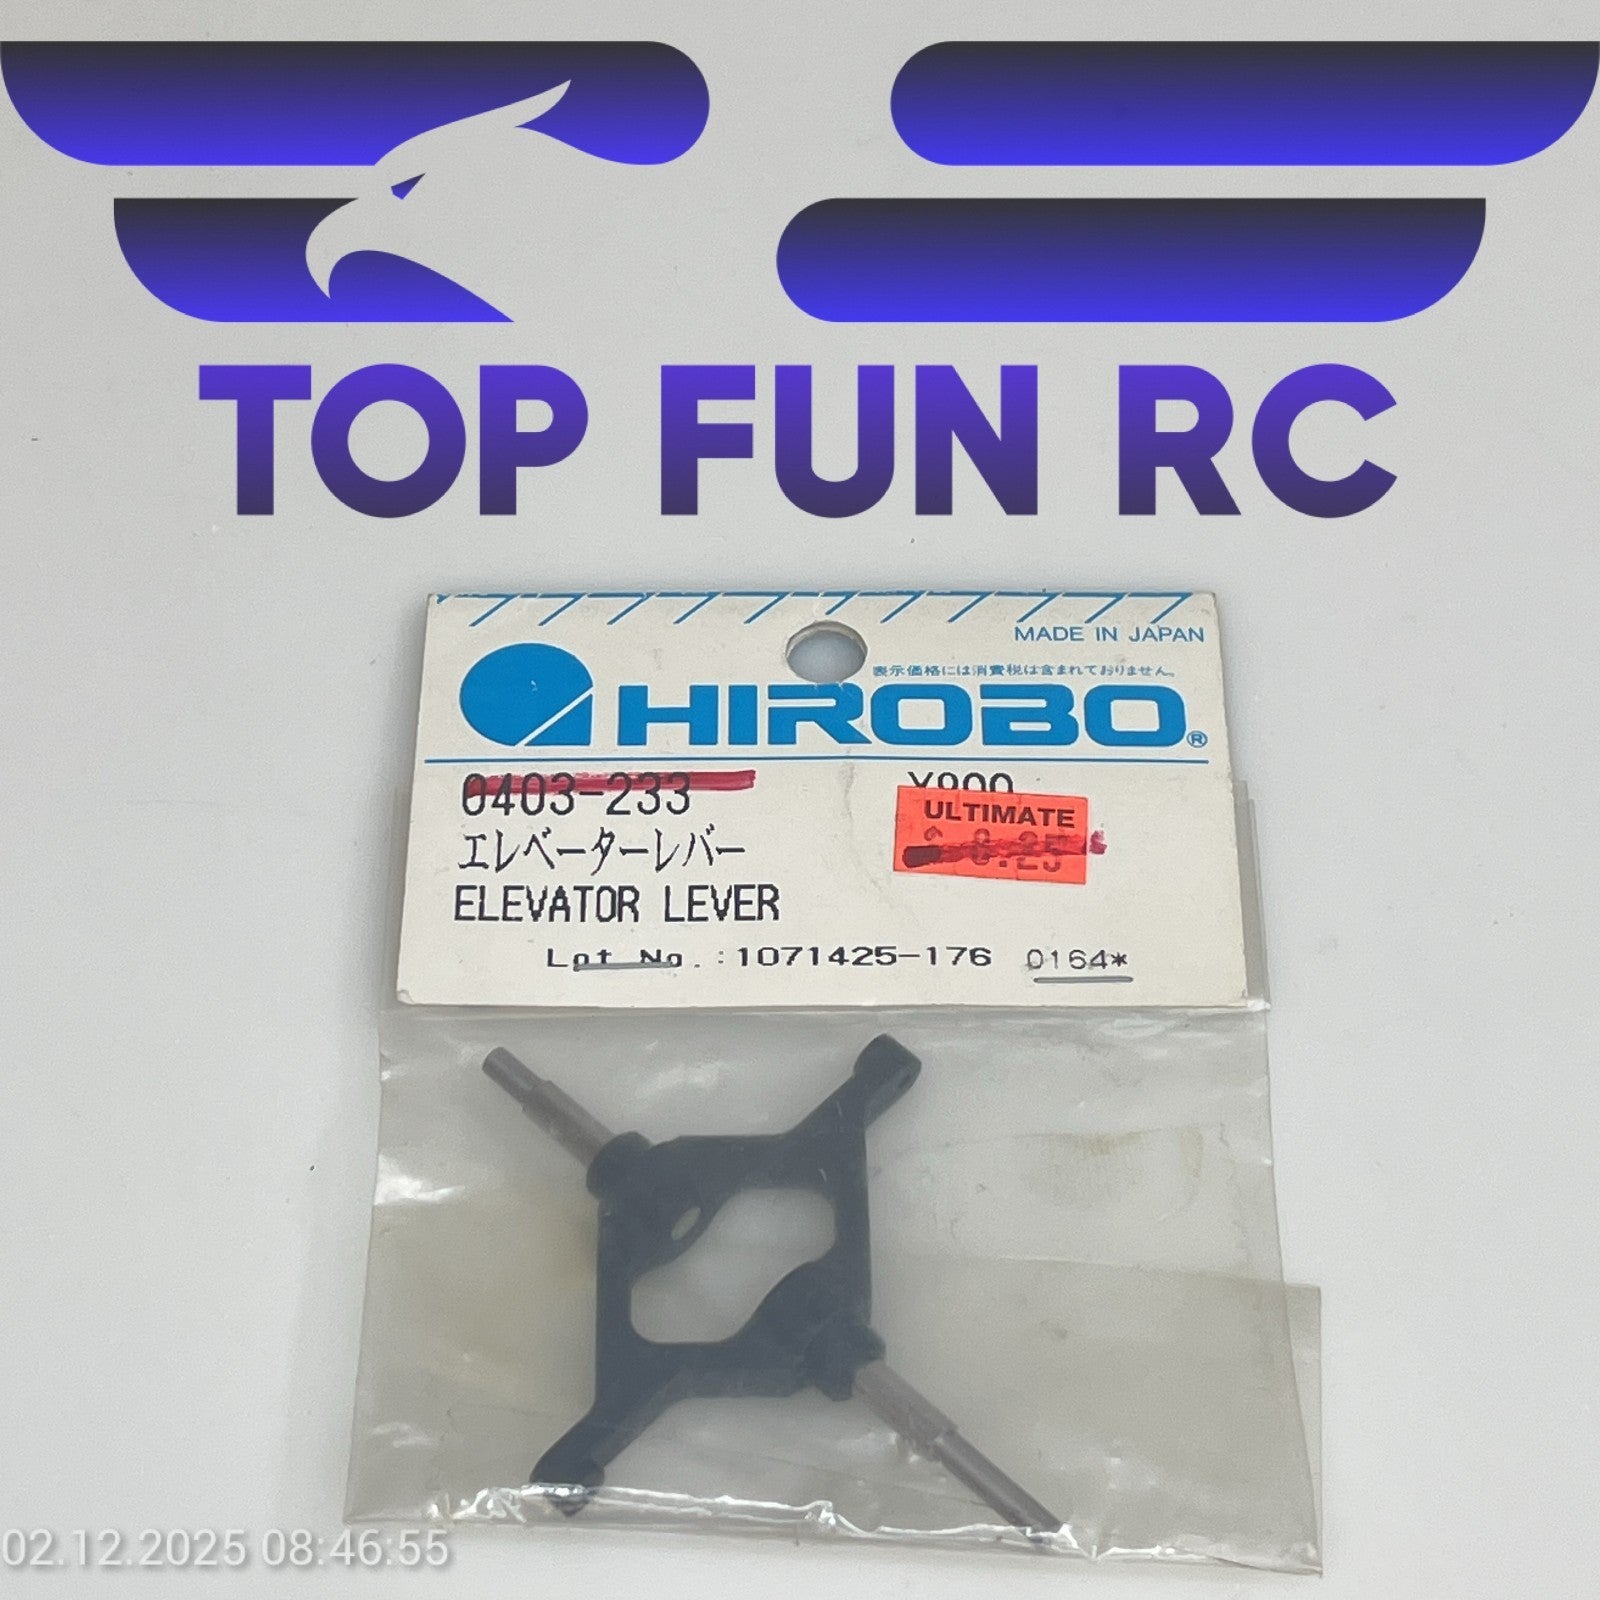 TOP FUN RC
MADE IN JAPAN
表示価格には消費税は含まれておりません。
HIROBO®
0403-233
¥900
エレベーターレバー
ULTIMATE
ELEVATOR LEVER
Lot No.:1071425-176 0164*
02.12.2025 08:46:55